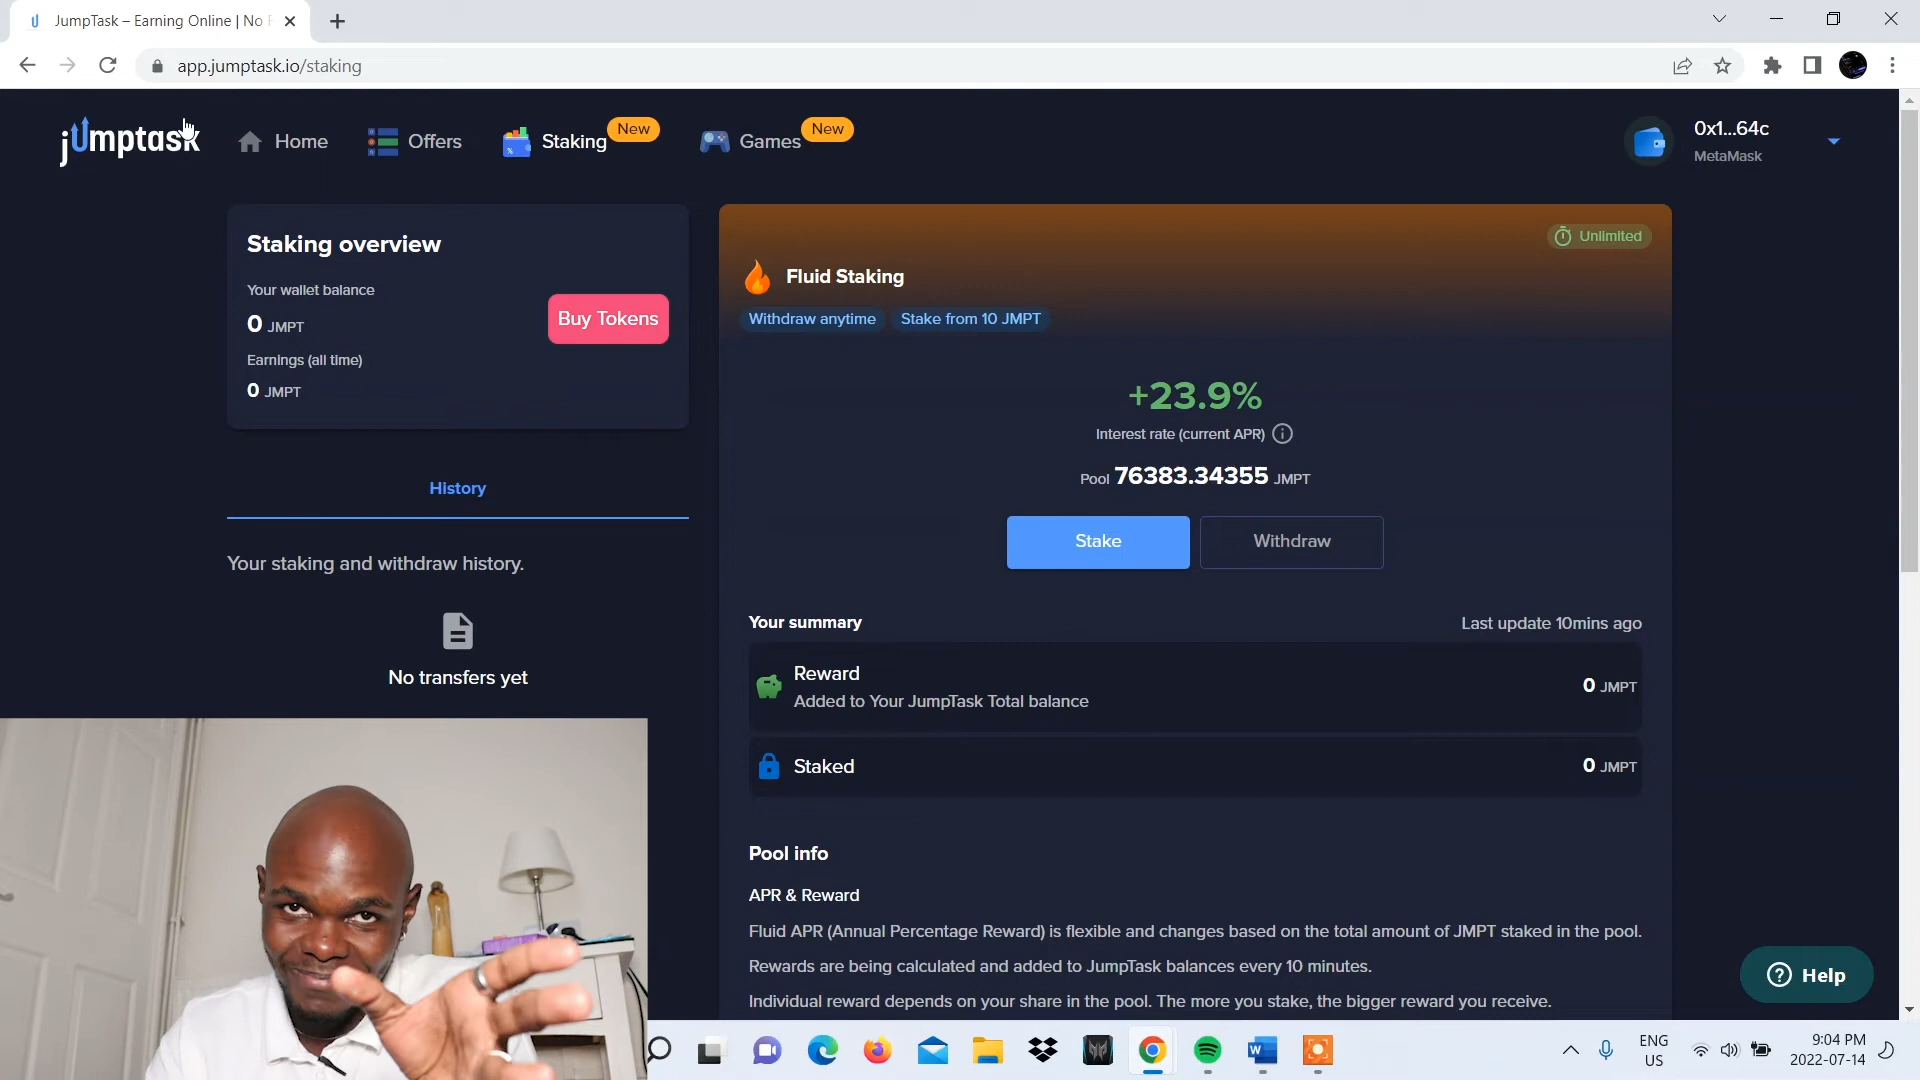 JumpTask – Earning Online | No
app.jumptask.io/staking
jumptask
Home
Offers
Staking
New
Games
New
0x1...64c
MetaMask
Staking overview
Your wallet balance
0 JMPT
Buy Tokens
Earnings (all time)
0 JMPT
History
Your staking and withdraw history.
No transfers yet
Unlimited
Fluid Staking
Withdraw anytime
Stake from 10 JMPT
+23.9%
Interest rate (current APR)
Pool 76383.34355 JMPT
Stake
Withdraw
Your summary
Last update 10mins ago
Reward
Added to Your JumpTask Total balance
0 JMPT
Staked
0 JMPT
Pool info
APR & Reward
Fluid APR (Annual Percentage Reward) is flexible and changes based on the total amount of JMPT staked in the pool.
Rewards are being calculated and added to JumpTask balances every 10 minutes.
Individual reward depends on your share in the pool. The more you stake, the bigger reward you receive.
Help
ENG
US
9:04 PM
2022-07-14